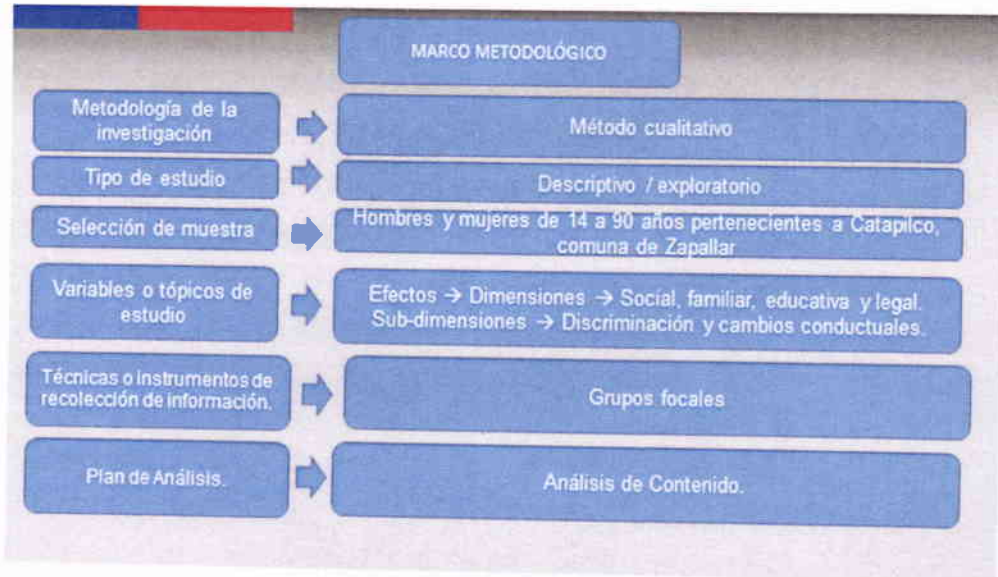 MARCO METODOLÓGICO
Metodología de la
investigación
Método cualitativo
Tipo de estudio
Descriptivo / exploratorio
Selección de muestra
Hombres y mujeres de 14 a 90 años pertenecientes a Catapilco,
comuna de Zapallar
Variables o tópicos de
estudio
Efectos → Dimensiones → Social, familiar, educativa y legal.
Sub-dimensiones → Discriminación y cambios conductuales.
Técnicas o instrumentos de
recolección de información.
Grupos focales
Plan de Análisis.
Análisis de Contenido.